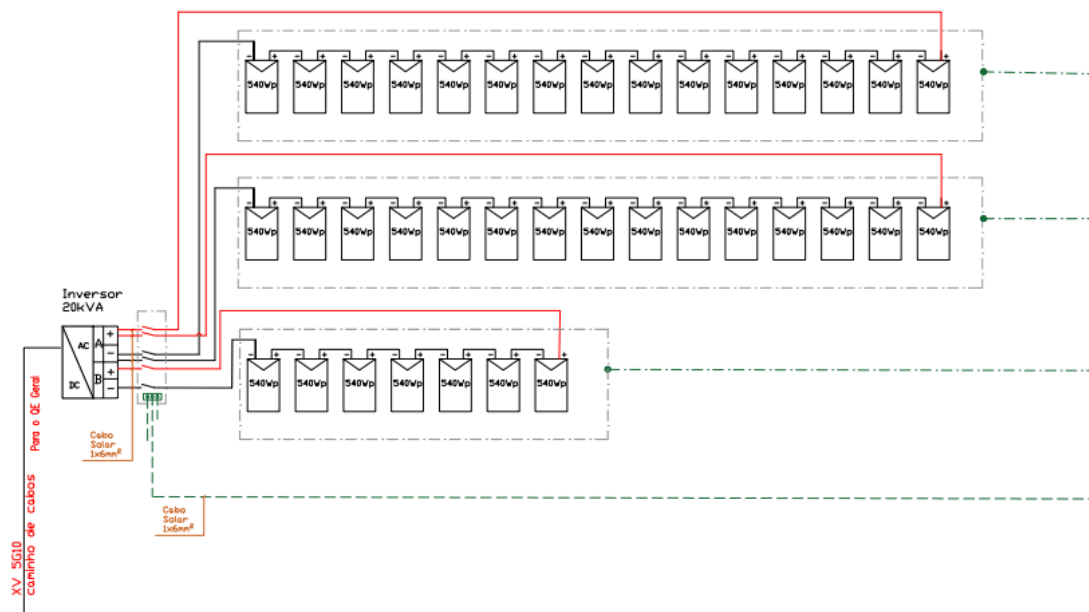 - + - + - + - + - + - + - + - + - + - + - + - + - + - + - +
540Wp 540Wp 540Wp 540Wp 540Wp 540Wp 540Wp 540Wp 540Wp 540Wp 540Wp 540Wp 540Wp 540Wp 540Wp
- + - + - + - + - + - + - + - + - + - + - + - + - + - + - +
540Wp 540Wp 540Wp 540Wp 540Wp 540Wp 540Wp 540Wp 540Wp 540Wp 540Wp 540Wp 540Wp 540Wp 540Wp
Inversor
20kVA
AC A + -
DC B + -
- + - + - + - + - + - + - +
540Wp 540Wp 540Wp 540Wp 540Wp 540Wp 540Wp
Cabo
Solar
1x6mm²
Cabo
Solar
1x6mm²
XV 5G10
caminho de cabos
Para o QE Geral